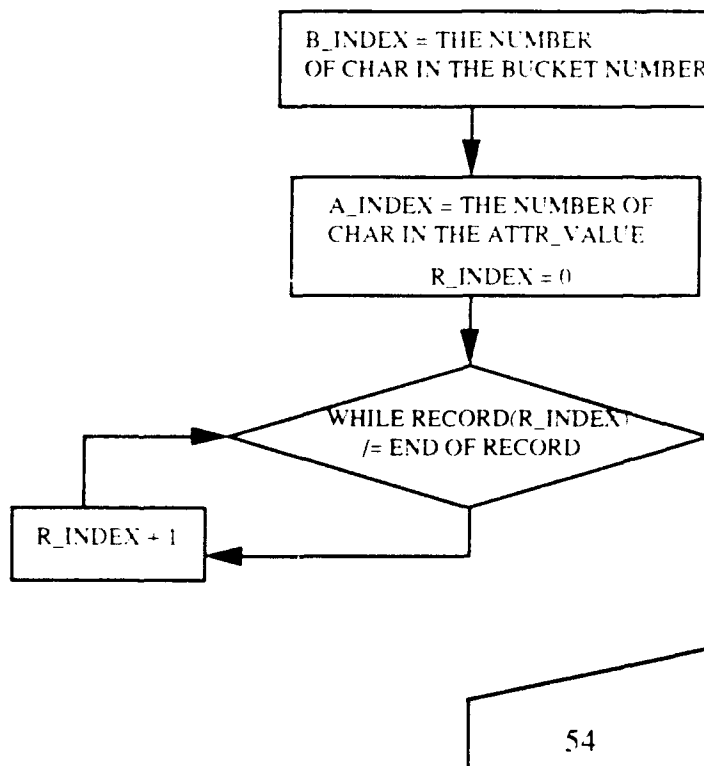 B_INDEX = THE NUMBER
OF CHAR IN THE BUCKET NUMBER
A_INDEX = THE NUMBER OF
CHAR IN THE ATTR_VALUE
R_INDEX = 0
WHILE RECORD(R_INDEX)
/= END OF RECORD
R_INDEX + 1
54